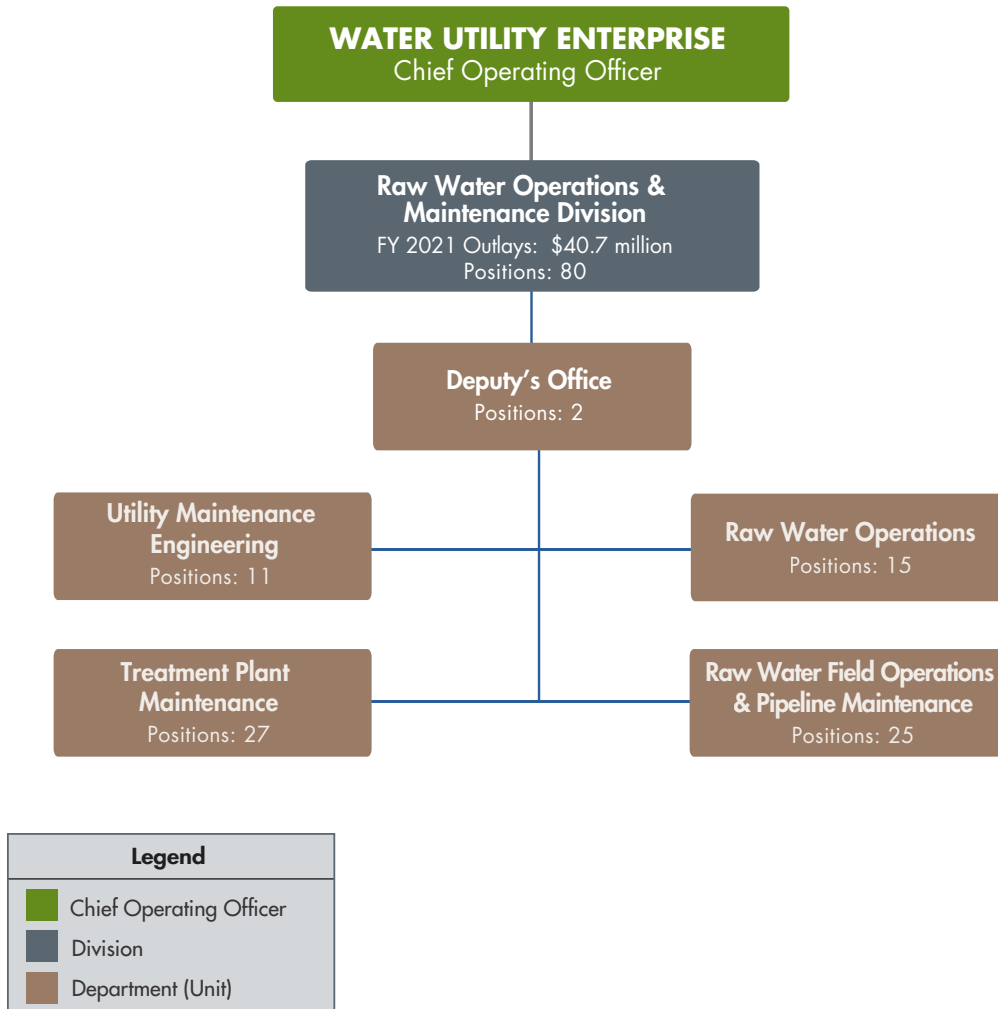 WATER UTILITY ENTERPRISE
Chief Operating Officer
Raw Water Operations &
Maintenance Division
FY 2021 Outlays: $40.7 million
Positions: 80
Deputy’s Office
Positions: 2
Utility Maintenance
Engineering
Positions: 11
Raw Water Operations
Positions: 15
Treatment Plant
Maintenance
Positions: 27
Raw Water Field Operations
& Pipeline Maintenance
Positions: 25
Legend
Chief Operating Officer
Division
Department (Unit)